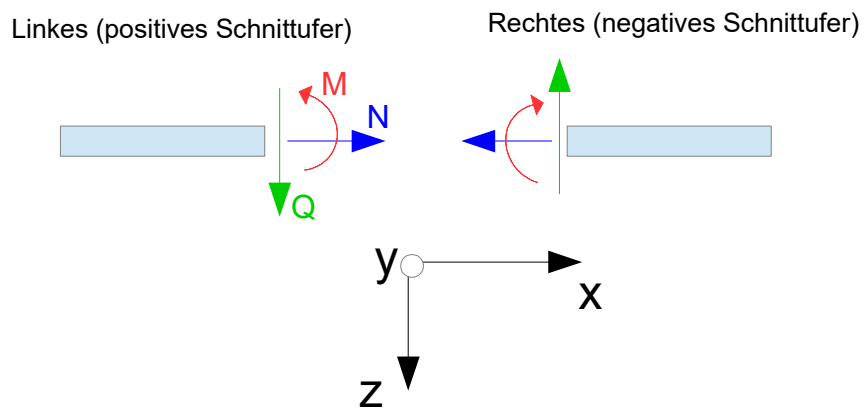 Linkes (positives Schnittufer)
Rechtes (negatives Schnittufer)
M
N
Q
y
x
z